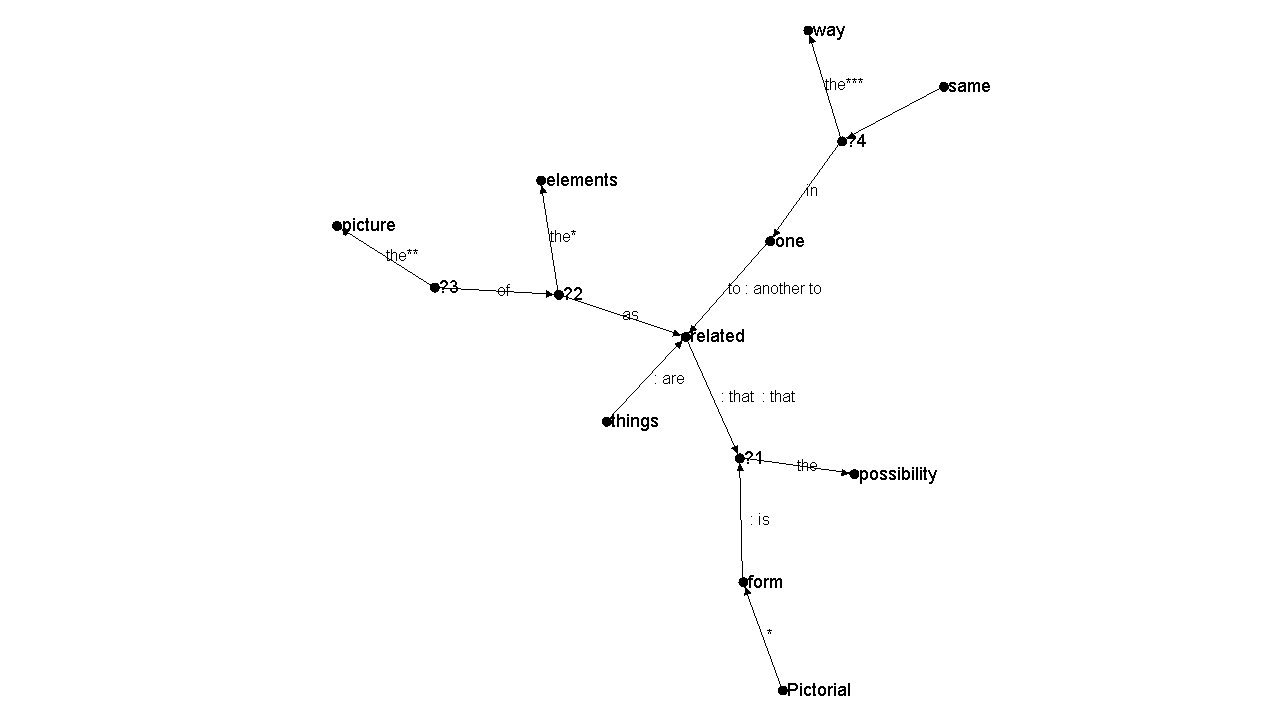 way
the***
same
?4
elements
in
picture
the*
one
the**
?3
of
?2
to : another to
as
related
: are
: that : that
things
?1
the
possibility
: is
form
*
Pictorial